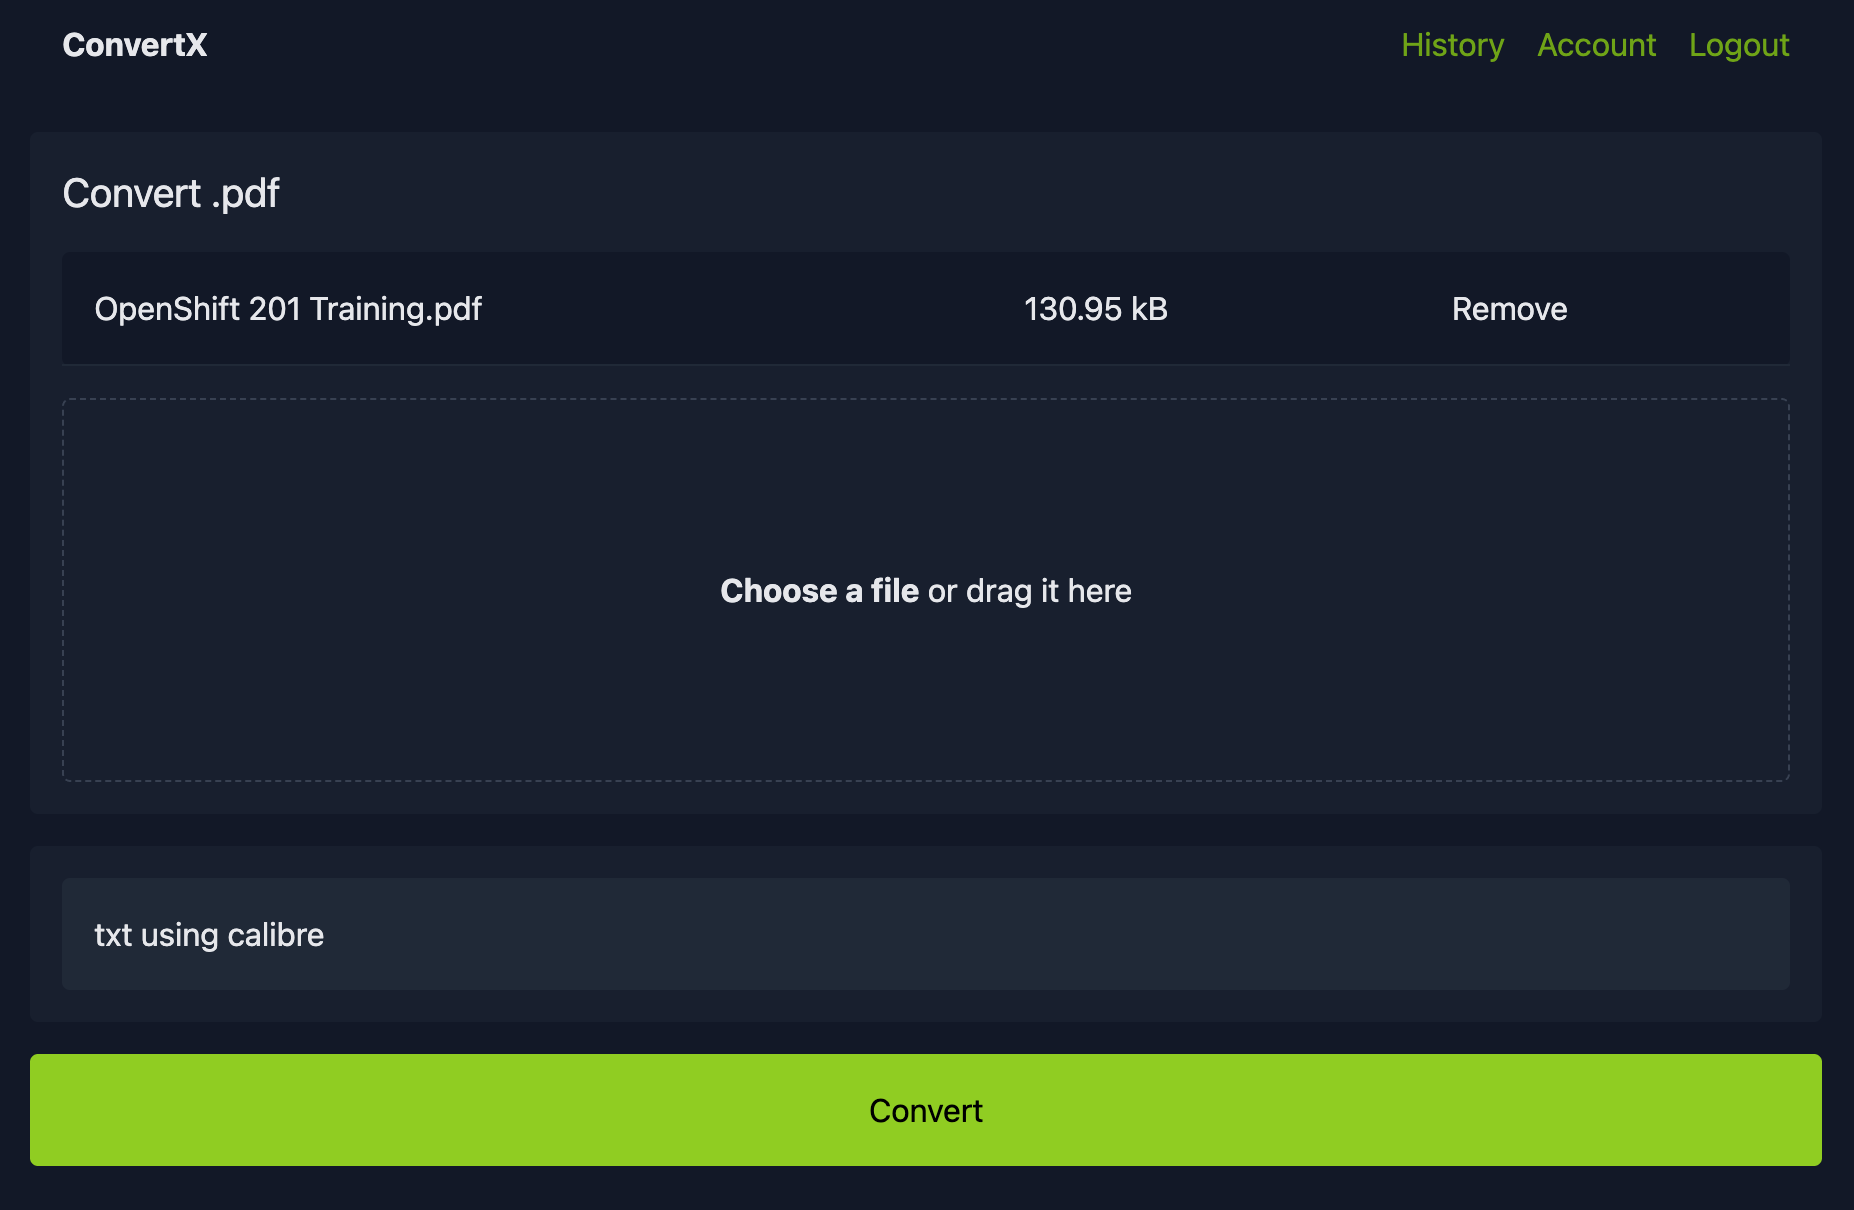 ConvertX
History Account Logout
Convert .pdf
OpenShift 201 Training.pdf 130.95 kB Remove
Choose a file or drag it here
txt using calibre
Convert